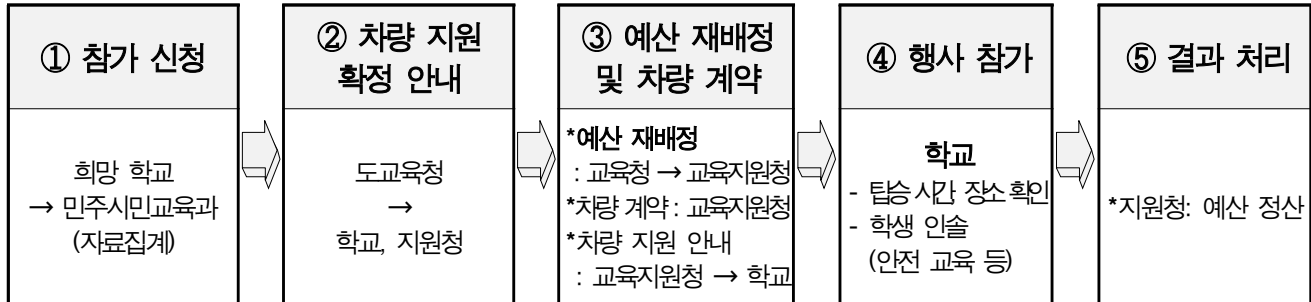 ① 참가 신청
희망 학교
→ 민주시민교육과
(자료집계)
② 차량 지원
확정 안내
도교육청
→
학교, 지원청
③ 예산 재배정
및 차량 계약
*예산 재배정
: 교육청 → 교육지원청
*차량 계약 : 교육지원청
*차량 지원 안내
: 교육지원청 → 학교
④ 행사 참가
학교
- 탑승 시간, 장소 확인
- 학생 인솔
(안전 교육 등)
⑤ 결과 처리
*지원청: 예산 정산